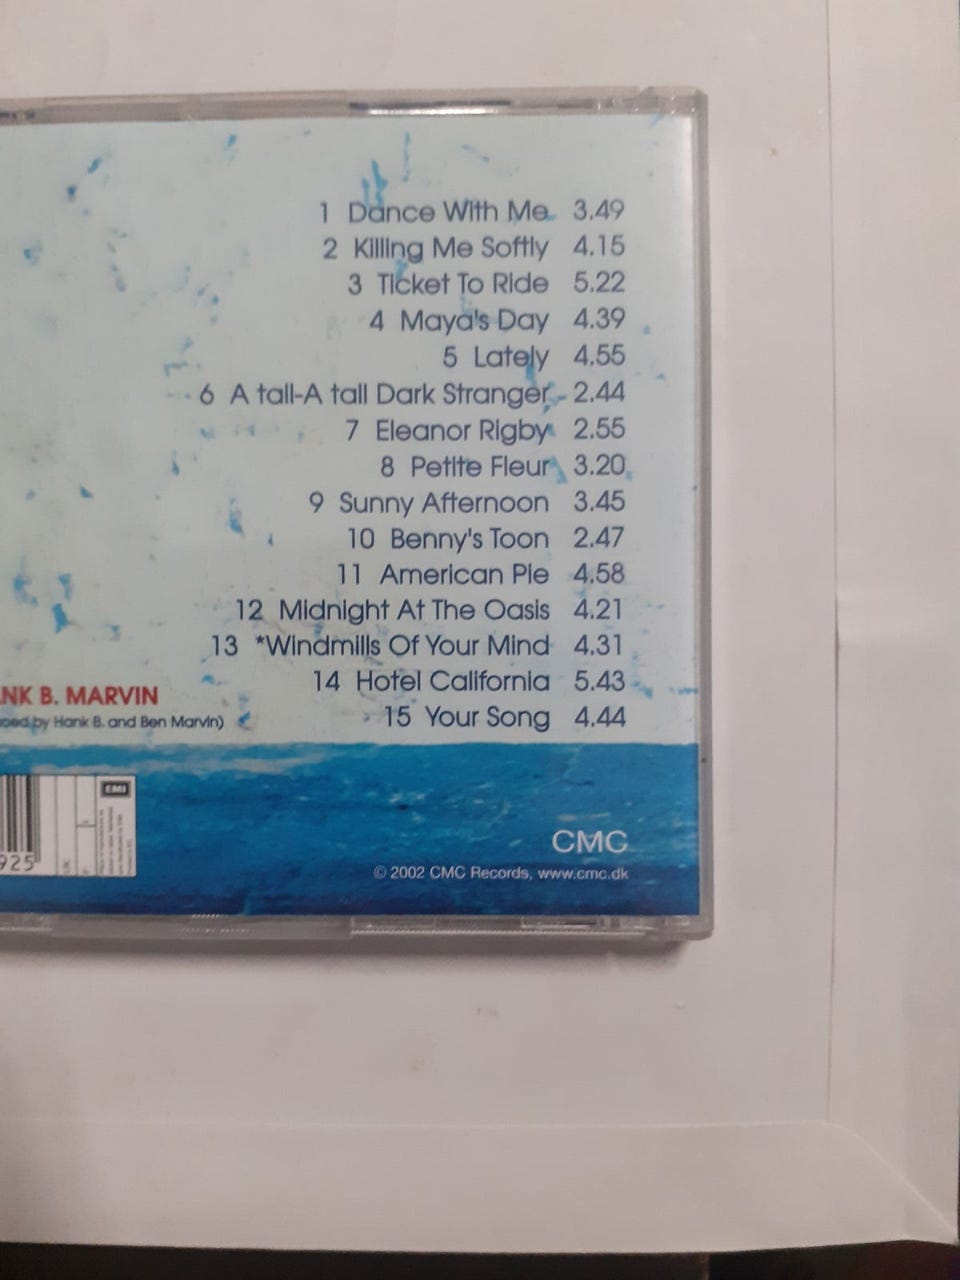 1 Dance With Me 3.49
2 Killing Me Softly 4.15
3 Ticket To Ride 5.22
4 Maya's Day 4.39
5 Lately 4.55
6 A tall-A tall Dark Stranger 2.44
7 Eleanor Rigby 2.55
8 Petite Fleur 3.20
9 Sunny Afternoon 3.45
10 Benny's Toon 2.47
11 American Pie 4.58
12 Midnight At The Oasis 4.21
13 *Windmills Of Your Mind 4.31
14 Hotel California 5.43
15 Your Song 4.44
NK B. MARVIN
ced by Hank B. and Ben Marvin)
EMI
925
CMC
© 2002 CMC Records, www.cmc.dk